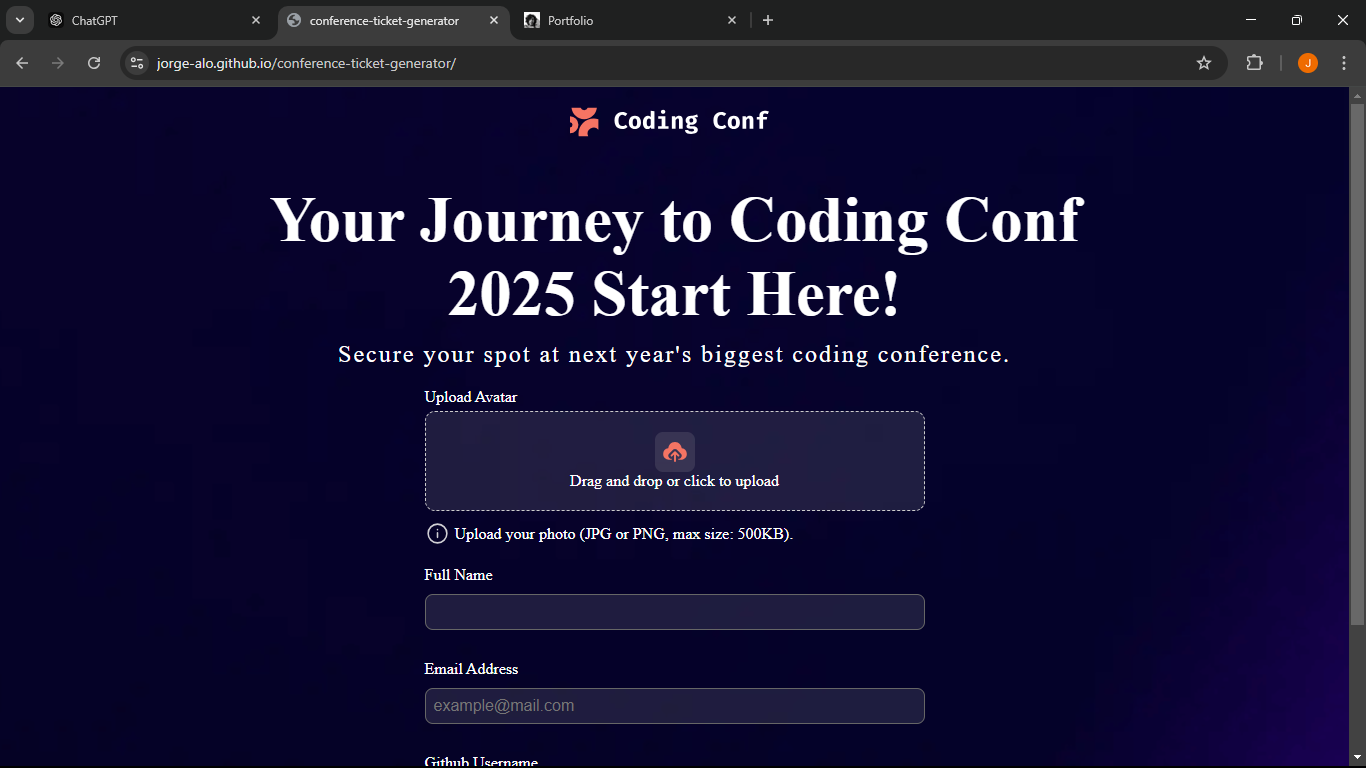 ChatGPT
conference-ticket-generator
Portfolio
jorge-alo.github.io/conference-ticket-generator/
J
Coding Conf
Your Journey to Coding Conf
2025 Start Here!
Secure your spot at next year's biggest coding conference.
Upload Avatar
Drag and drop or click to upload
Upload your photo (JPG or PNG, max size: 500KB).
Full Name
Email Address
example@mail.com
Github Username